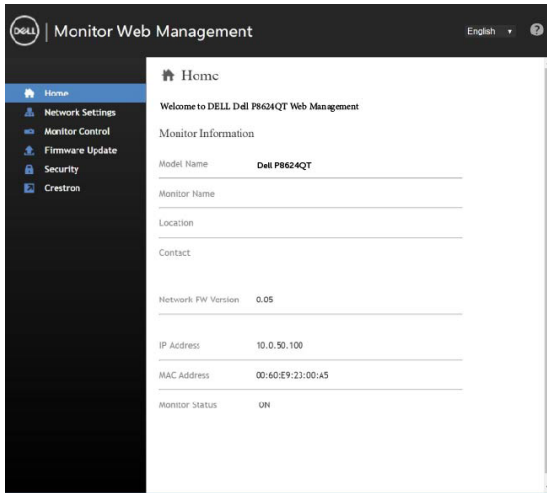 DELL Monitor Web Management
English
?
Home
Network Settings
Monitor Control
Firmware Update
Security
Crestron
Home
Welcome to DELL Dell P8624QT Web Management
Monitor Information
Model Name Dell P8624QT
Monitor Name
Location
Contact
Network FW Version 0.05
IP Address 10.0.50.100
MAC Address 00:60:E9:23:00:A5
Monitor Status ON